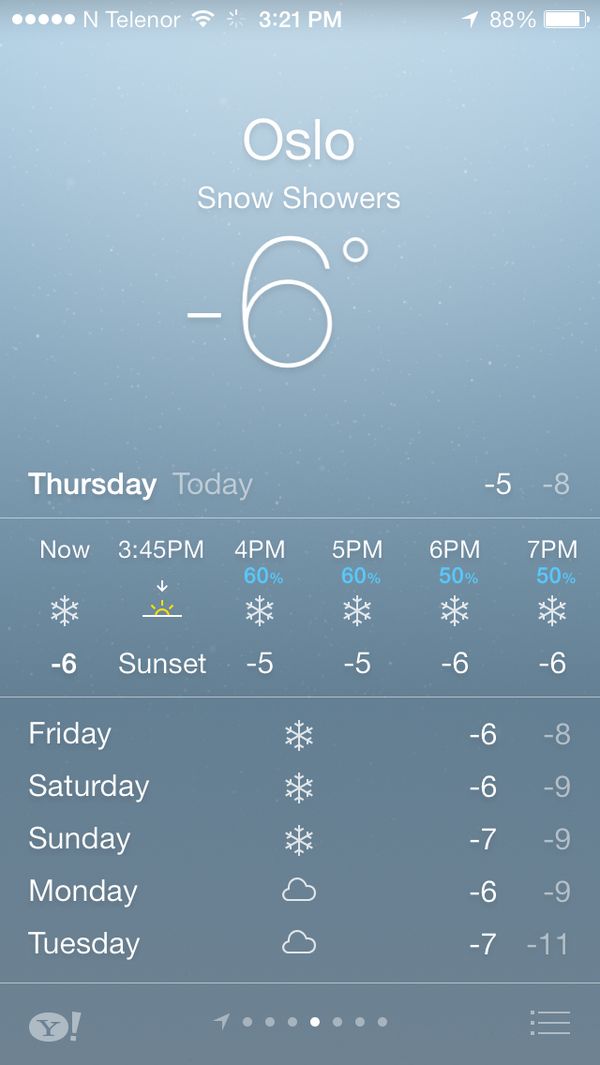 N Telenor 3:21 PM 88%
Oslo
Snow Showers
-6°
Thursday Today -5 -8
Now 3:45PM 4PM 5PM 6PM 7PM
60% 60% 50% 50%
-6 Sunset -5 -5 -6 -6
Friday -6 -8
Saturday -6 -9
Sunday -7 -9
Monday -6 -9
Tuesday -7 -11
Y!